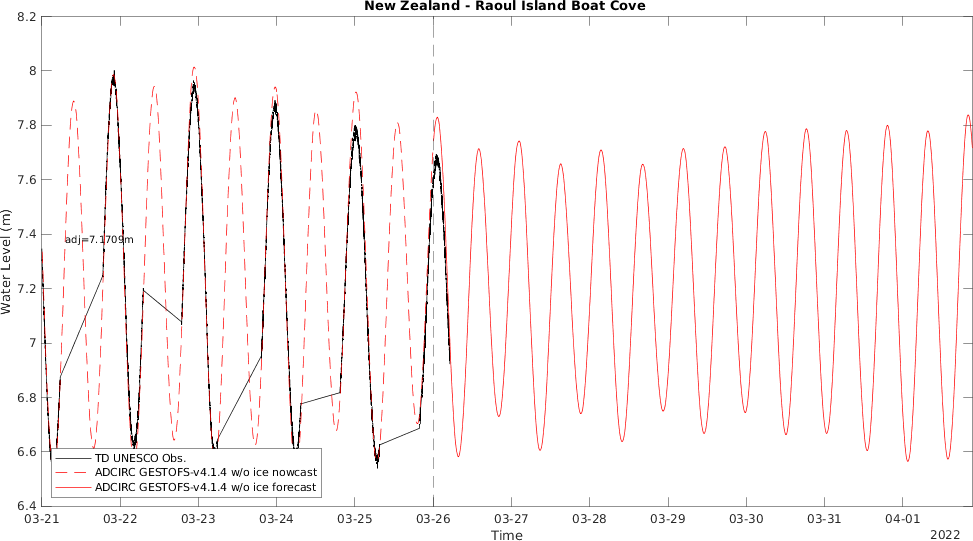 New Zealand - Raoul Island Boat Cove
8.2
8
7.8
7.6
7.4
7.2
7
6.8
6.6
6.4
Water Level (m)
adj=7.1709m
TD UNESCO Obs.
ADCIRC GESTOFS-v4.1.4 w/o ice nowcast
ADCIRC GESTOFS-v4.1.4 w/o ice forecast
03-21 03-22 03-23 03-24 03-25 03-26 03-27 03-28 03-29 03-30 03-31 04-01
Time
2022